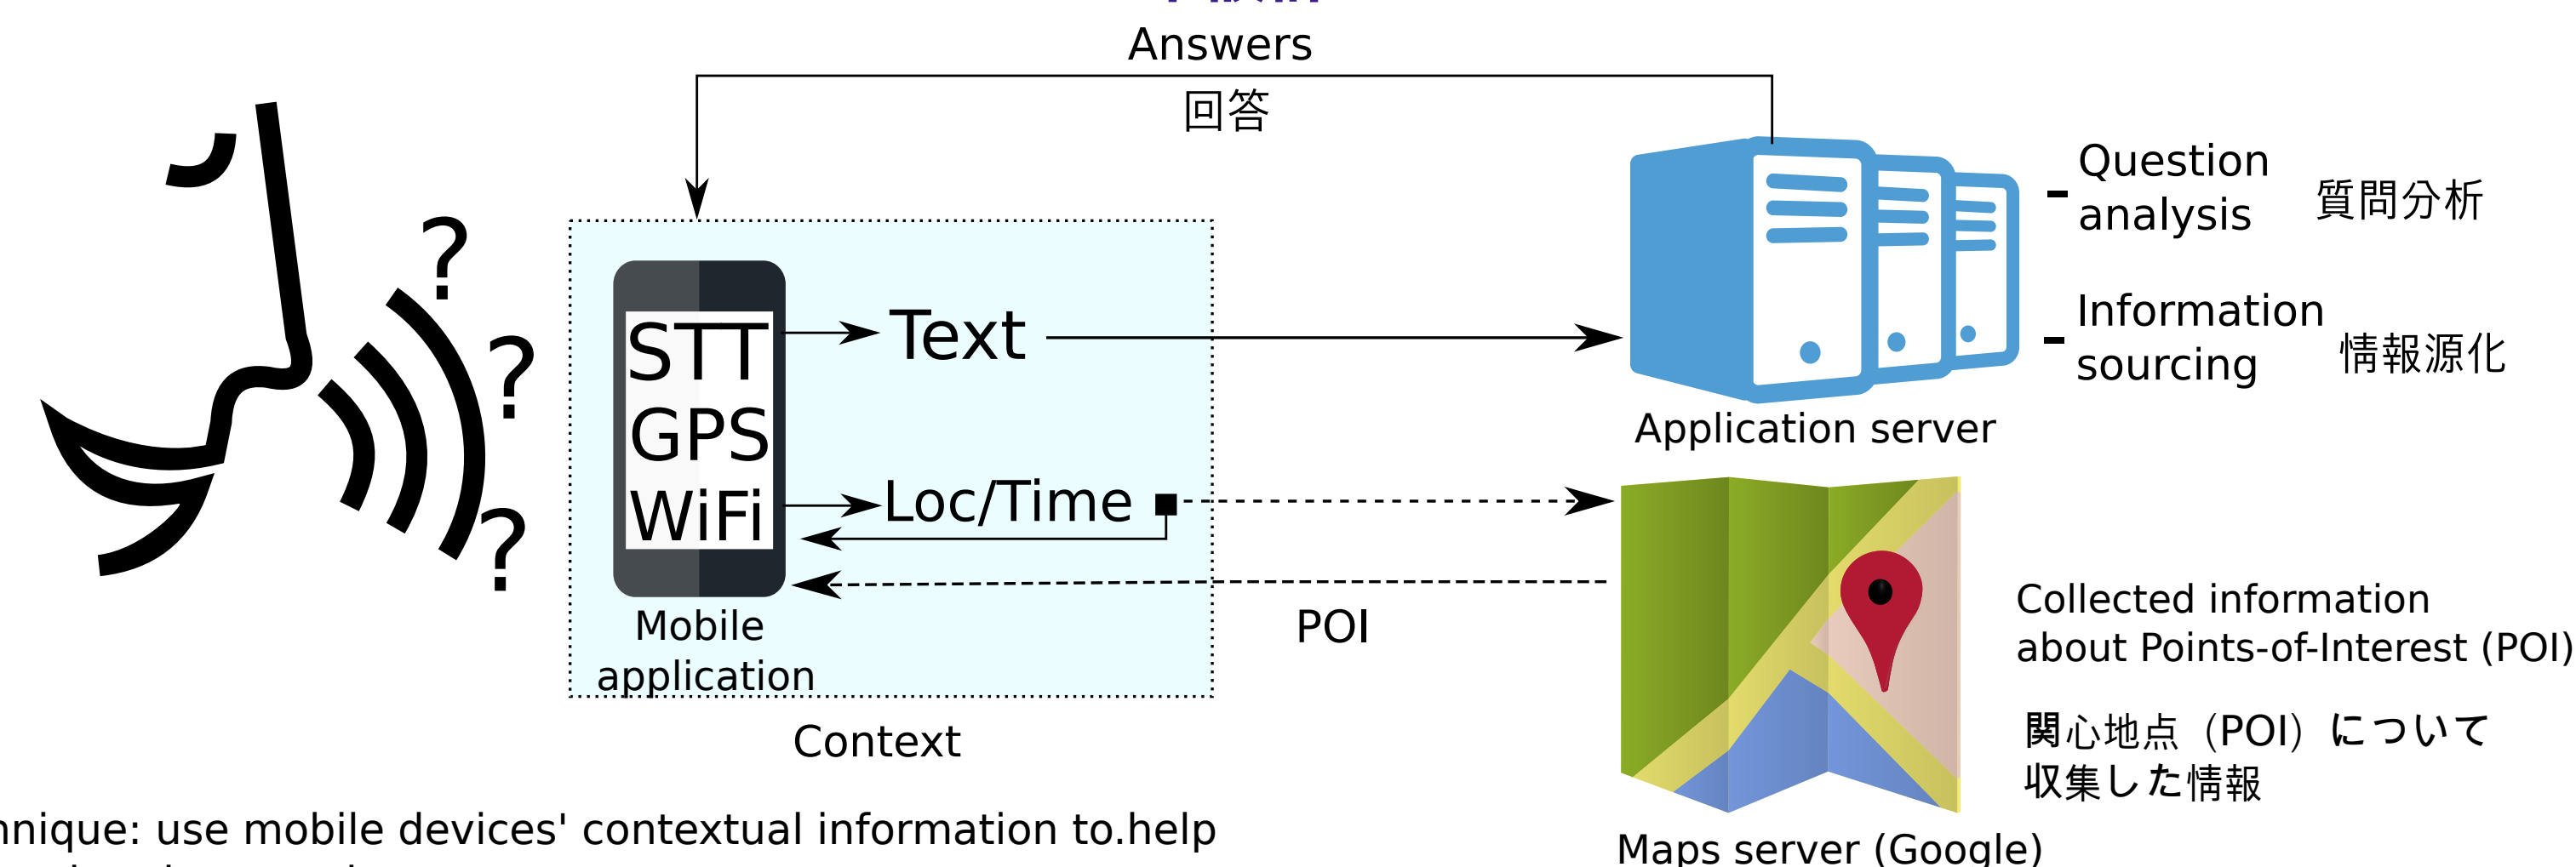 Answers
回答
Question
analysis
質問分析
Information
sourcing
情報源化
Application server
?
?
?
STT
GPS
WiFi
Text
Loc/Time
Mobile
application
Context
POI
Collected information
about Points-of-Interest (POI)
関心地点（POI）について
収集した情報
Maps server (Google)
use mobile devices' contextual information to.help